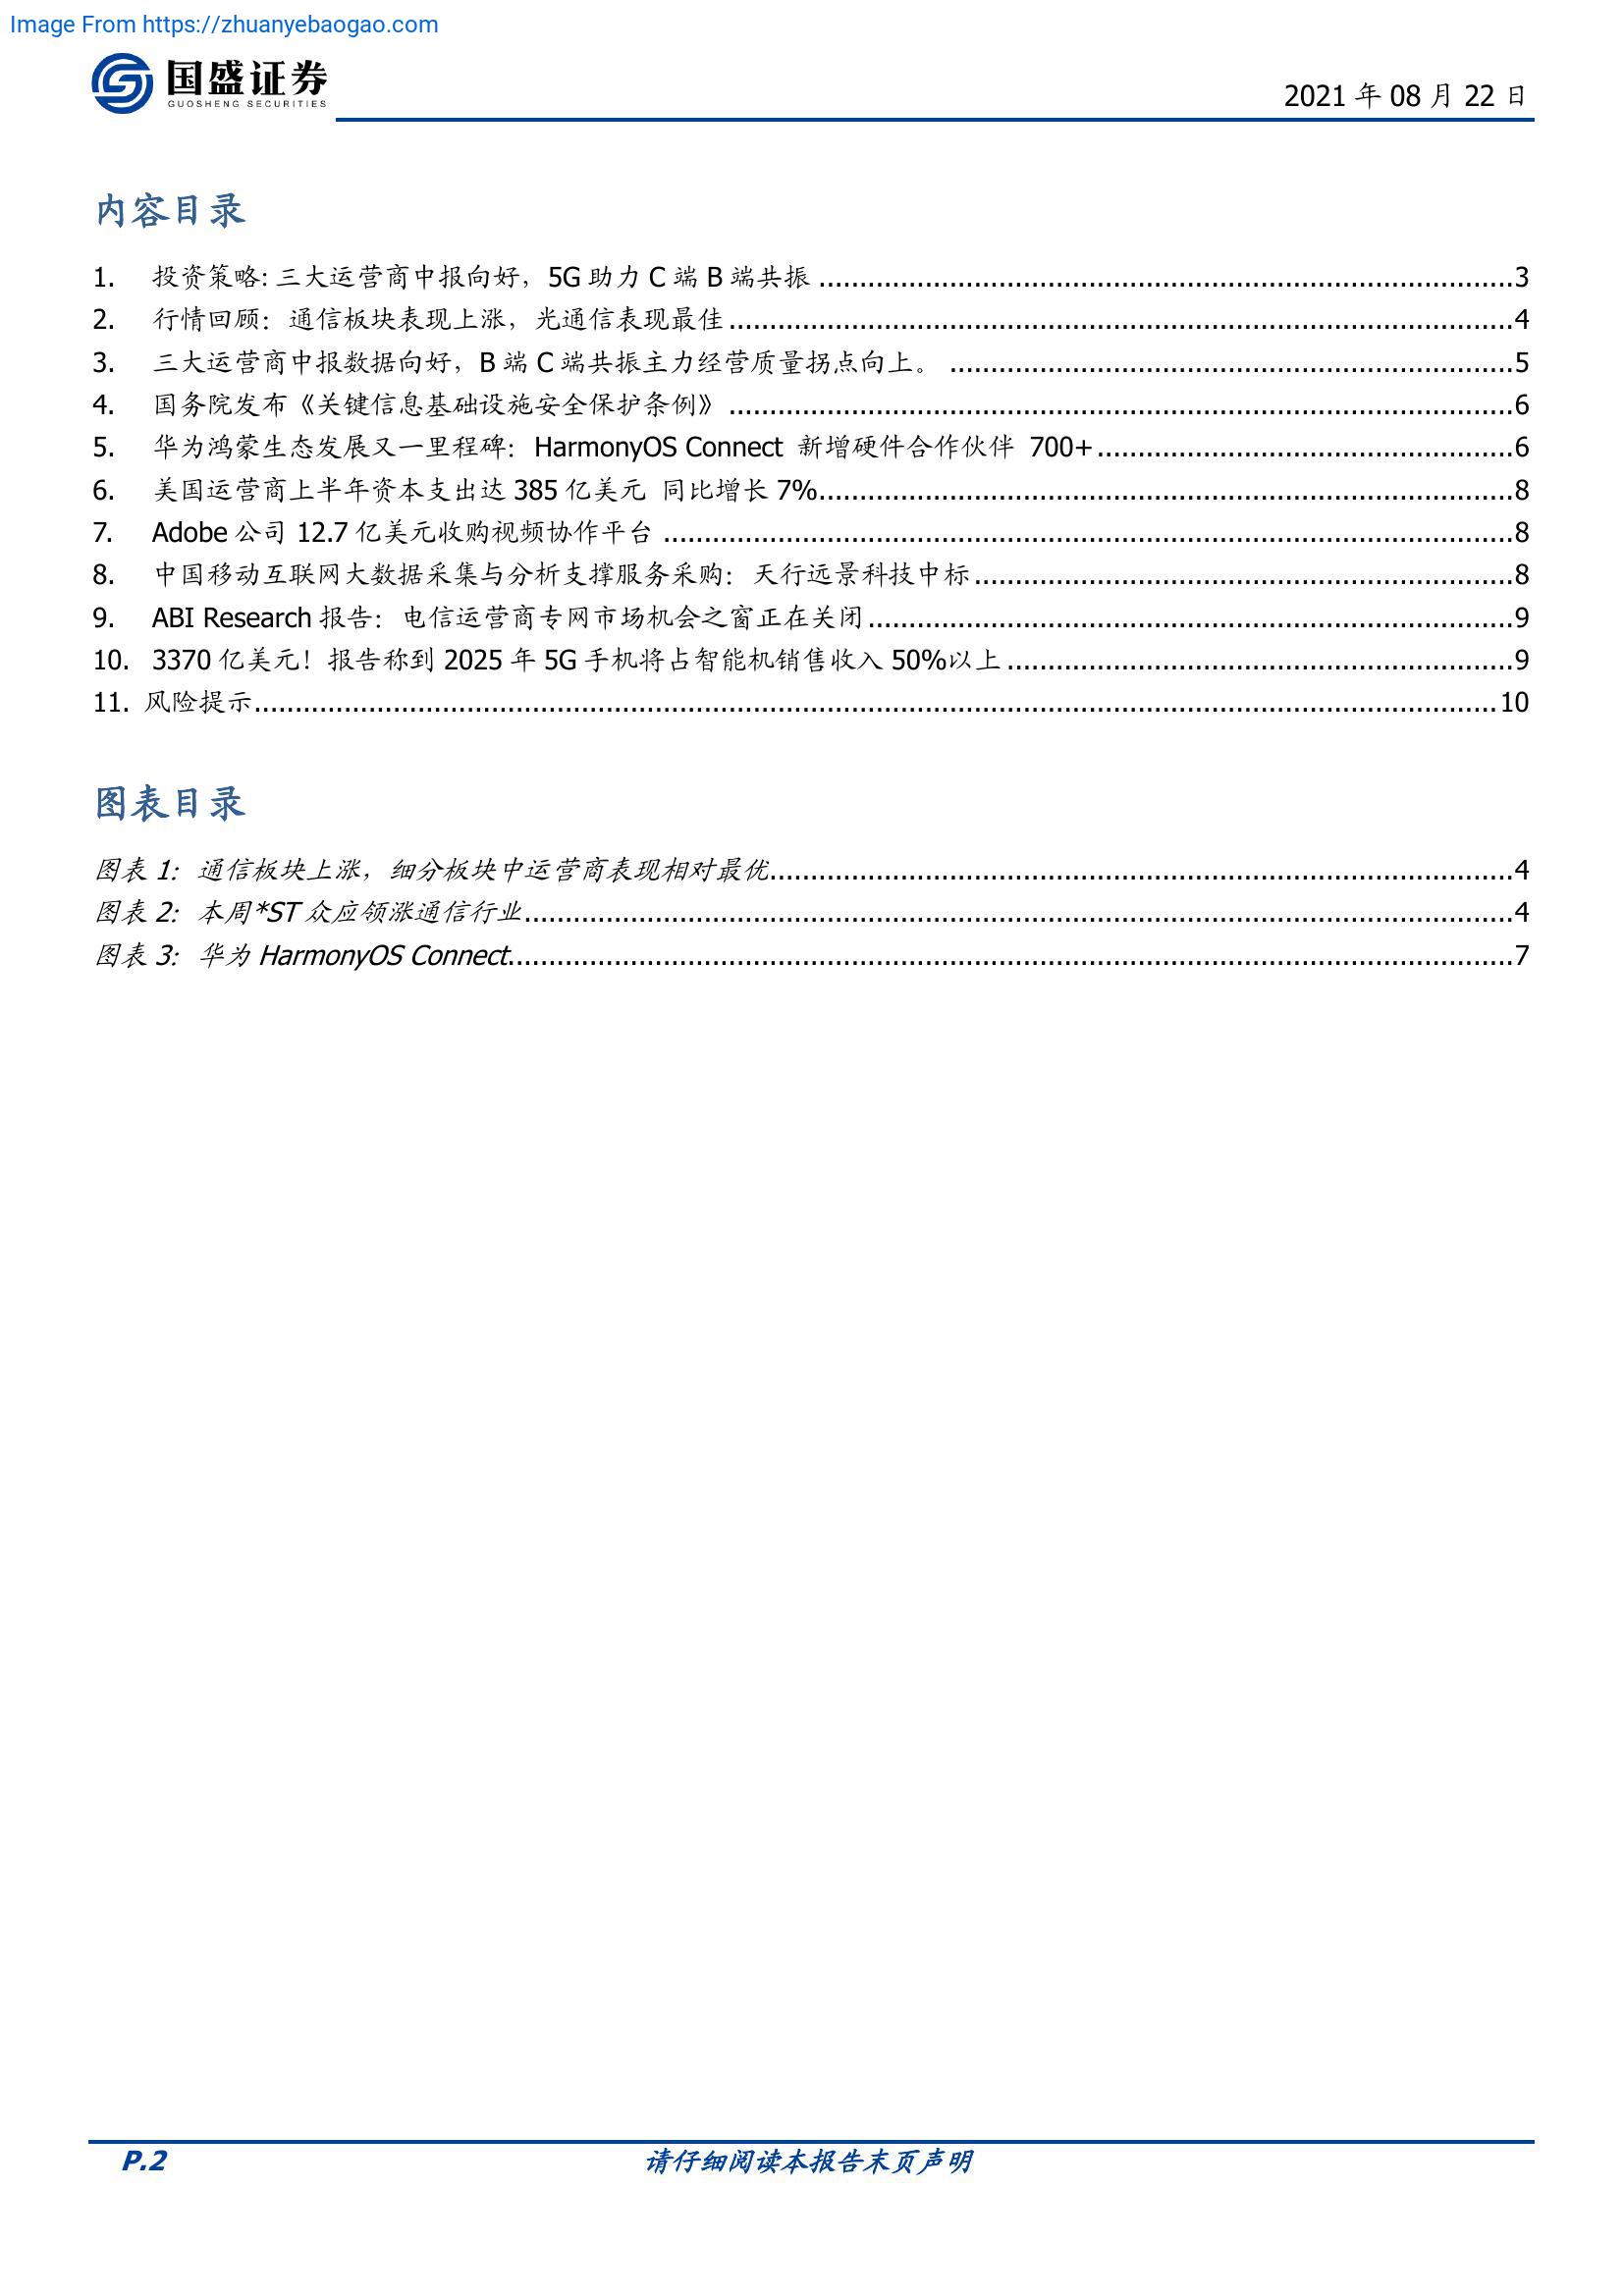 Image From https://zhuanyebaogao.com
国盛证券
GUOSHENG SECURITIES
2021 年 08 月 22 日
内容目录
1. 投资策略: 三大运营商中报向好，5G 助力 C 端 B 端共振 ....................3
2. 行情回顾：通信板块表现上涨，光通信表现最佳 ....................4
3. 三大运营商中报数据向好，B 端 C 端共振主力经营质量拐点向上。 ....................5
4. 国务院发布《关键信息基础设施安全保护条例》 ....................6
5. 华为鸿蒙生态发展又一里程碑：HarmonyOS Connect 新增硬件合作伙伴 700+ ....................6
6. 美国运营商上半年资本支出达 385 亿美元 同比增长 7%....................8
7. Adobe 公司 12.7 亿美元收购视频协作平台 ....................8
8. 中国移动互联网大数据采集与分析支撑服务采购：天行远景科技中标 ....................8
9. ABI Research 报告：电信运营商专网市场机会之窗正在关闭 ....................9
10. 3370 亿美元！报告称到 2025 年 5G 手机将占智能机销售收入 50%以上 ....................9
11. 风险提示....................10
图表目录
图表 1：通信板块上涨，细分板块中运营商表现相对最优....................4
图表 2：本周*ST 众应领涨通信行业....................4
图表 3：华为 HarmonyOS Connect....................7
P.2
请仔细阅读本报告末页声明